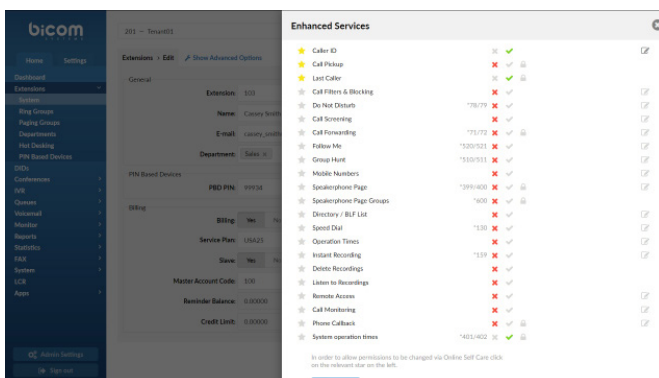 bicom
SYSTEMS
Home Settings
Dashboard
Extensions
System
Ring Groups
Paging Groups
Departments
Hot Desking
PIN Based Devices
DIDs
Conferences
IVR
Queues
Voicemail
Monitor
Reports
Statistics
FAX
System
LCR
Apps
Admin Settings
Sign out
201 - Tenant01
Extensions > Edit Show Advanced Options
General
Extension: 100
Name: Cassey Smith
E-mail: cassey_smith
Department: Sales ×
PIN Based Devices
PBD PIN: 99934
Billing
Billing: Yes No
Service Plan: USA25
Slave: Yes No
Master Account Code: 100
Reminder Balance: 0.00000
Credit Limit: 0.00000
Enhanced Services
Caller ID
Call Pickup
Last Caller
Call Filters & Blocking
Do Not Disturb *78/79
Call Screening
Call Forwarding *71/72
Follow Me *520/521
Group Hunt *510/511
Mobile Numbers
Speakerphone Page *399/400
Speakerphone Page Groups *600
Directory / BLF List
Speed Dial *130
Operation Times
Instant Recording *159
Delete Recordings
Listen to Recordings
Remote Access
Call Monitoring
Phone Callback
System operation times *401/402
In order to allow permissions to be changed via Online Self Care click
on the relevant star on the left.